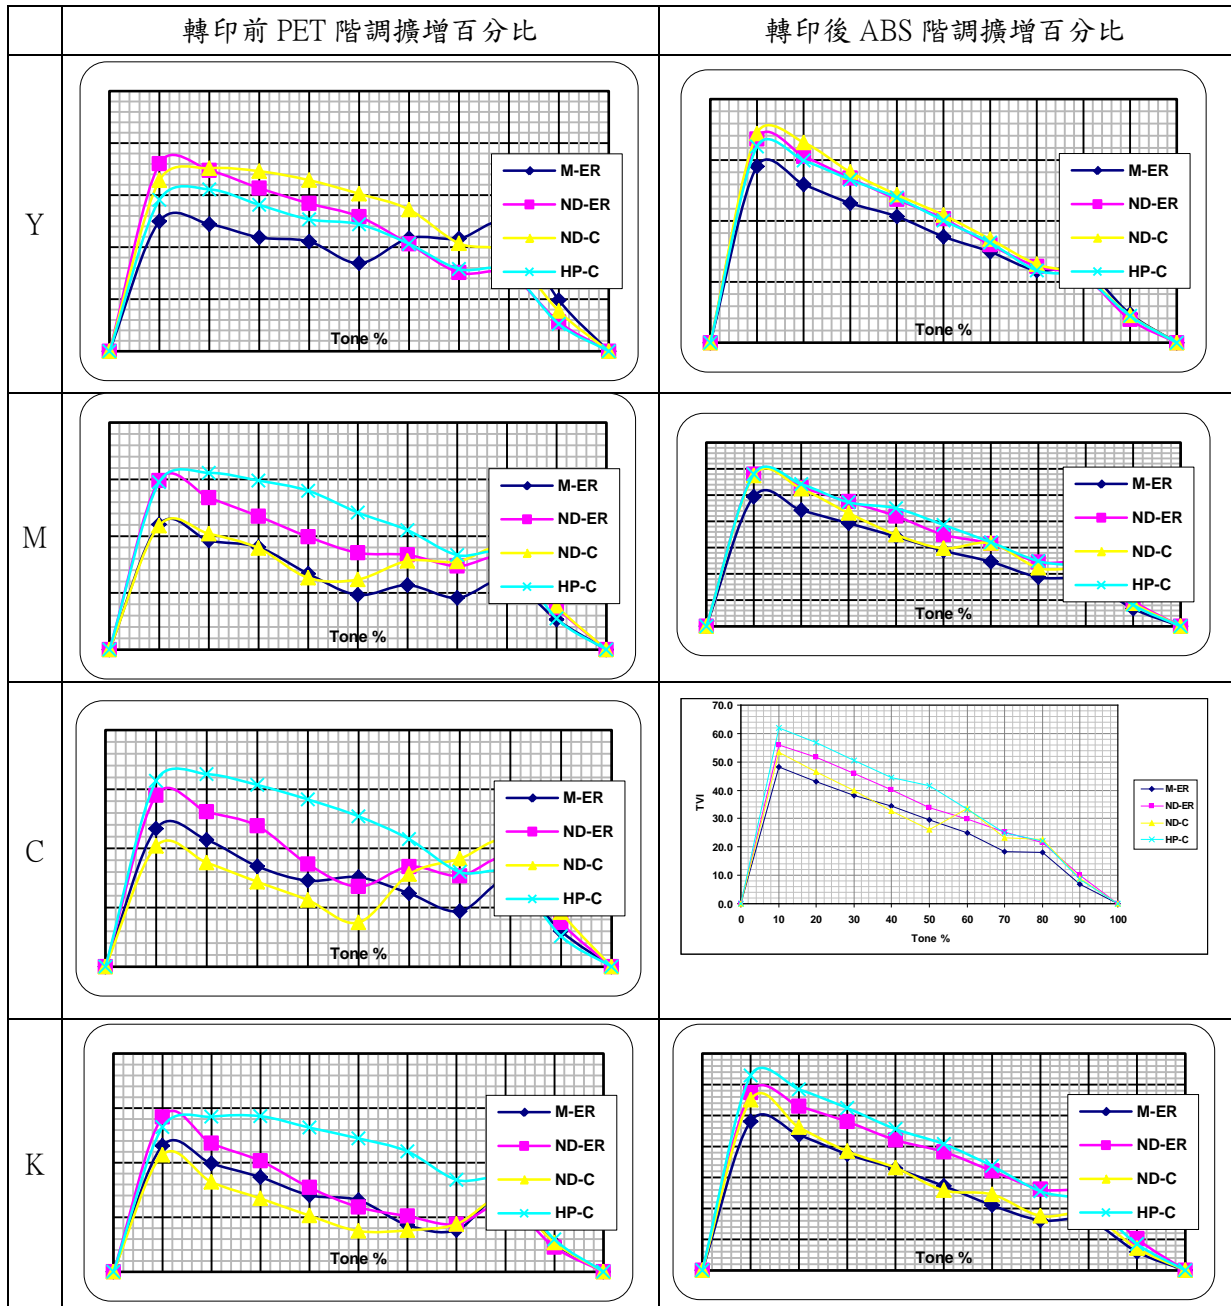 轉印前 PET 階調擴增百分比
轉印後 ABS 階調擴增百分比
Y
M-ER
ND-ER
ND-C
HP-C
Tone %
M-ER
ND-ER
ND-C
HP-C
M
M-ER
ND-ER
ND-C
HP-C
Tone %
M-ER
ND-ER
ND-C
HP-C
C
M-ER
ND-ER
ND-C
HP-C
Tone %
70.0
60.0
50.0
40.0
30.0
20.0
10.0
0.0
TVI
0 10 20 30 40 50 60 70 80 90 100
Tone %
M-ER
ND-ER
ND-C
HP-C
K
M-ER
ND-ER
ND-C
HP-C
Tone %
M-ER
ND-ER
ND-C
HP-C